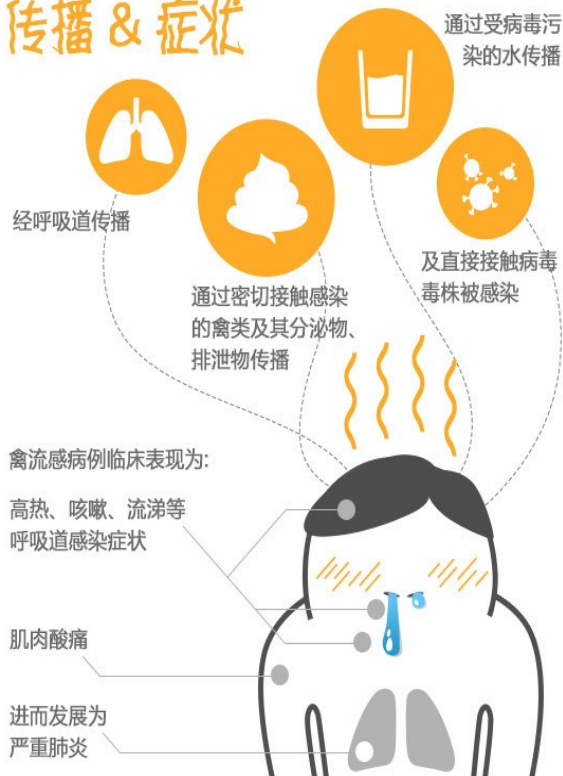 传播 & 症状
通过受病毒污
染的水传播
经呼吸道传播
及直接接触病毒
毒株被感染
通过密切接触感染
的禽类及其分泌物、
排泄物传播
禽流感病例临床表现为:
高热、咳嗽、流涕等
呼吸道感染症状
肌肉酸痛
进而发展为
严重肺炎